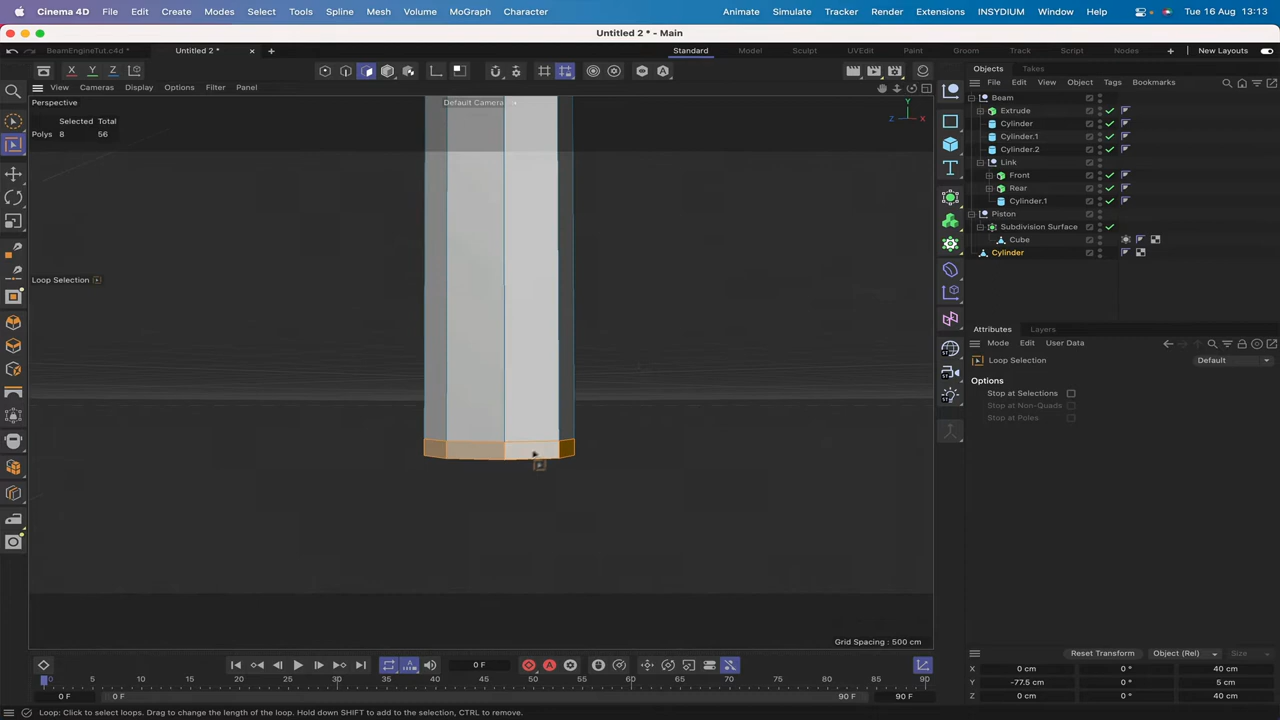 Cinema 4D File Edit Create Modes Select Tools Spline Mesh Volume MoGraph Character Animate Simulate Tracker Render Extensions INSYDIUM Window Help Tue 16 Aug 13:13
Untitled 2 * - Main
BeamEngineTut.c4d * Untitled 2 * Standard Model Sculpt UVEdit Paint Groom Track Script Nodes New Layouts
Objects Takes
View Cameras Display Options Filter Panel
File Edit View Object Tags Bookmarks
Perspective Default Camera
Selected Total
Polys 8 56
Y
Z X
Beam
Extrude
Cylinder
Cylinder.1
Cylinder.2
Link
Front
Rear
Cylinder.1
Piston
Subdivision Surface
Cube
Cylinder
Loop Selection
Attributes Layers
Mode Edit User Data
Loop Selection Default
Options
Stop at Selections
Stop at Non-Quads
Stop at Poles
Grid Spacing : 500 cm
Reset Transform Object (Rel) Size
X 0 cm 0 ° 40 cm
Y -77.5 cm 0 ° 5 cm
Z 0 cm 0 ° 40 cm
0 F
0 5 10 15 20 25 30 35 40 45 50 55 60 65 70 75 80 85 90
0 F 0 F 90 F 90 F
Loop: Click to select loops. Drag to change the length of the loop. Hold down SHIFT to add to the selection, CTRL to remove.